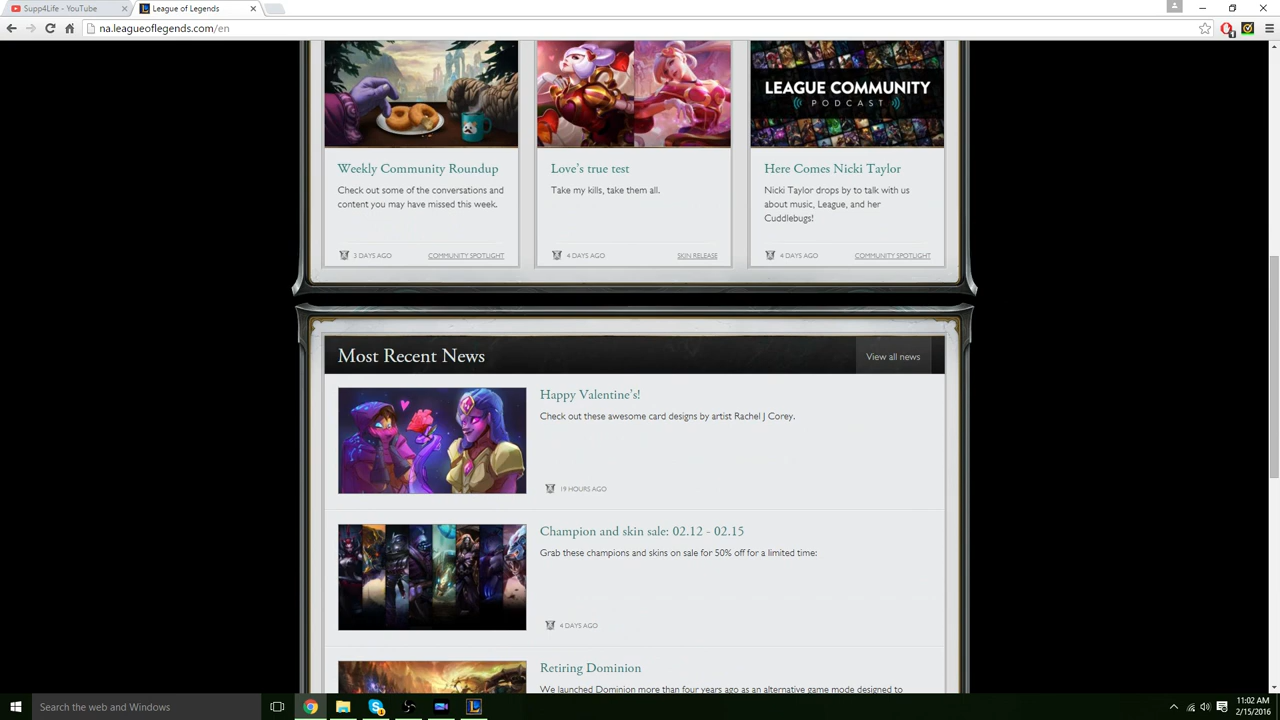 Supp4Life - YouTube
League of Legends
na.leagueoflegends.com/en
LEAGUE COMMUNITY
PODCAST
Weekly Community Roundup
Check out some of the conversations and
content you may have missed this week.
3 DAYS AGO
COMMUNITY SPOTLIGHT
Love's true test
Take my kills, take them all.
4 DAYS AGO
SKIN RELEASE
Here Comes Nicki Taylor
Nicki Taylor drops by to talk with us
about music, League, and her
Cuddlebugs!
4 DAYS AGO
COMMUNITY SPOTLIGHT
Most Recent News
View all news
Happy Valentine's!
Check out these awesome card designs by artist Rachel J Corey.
19 HOURS AGO
Champion and skin sale: 02.12 - 02.15
Grab these champions and skins on sale for 50% off for a limited time:
4 DAYS AGO
Retiring Dominion
We launched Dominion more than four years ago as an alternative game mode designed to
Search the web and Windows
11:02 AM
2/15/2016